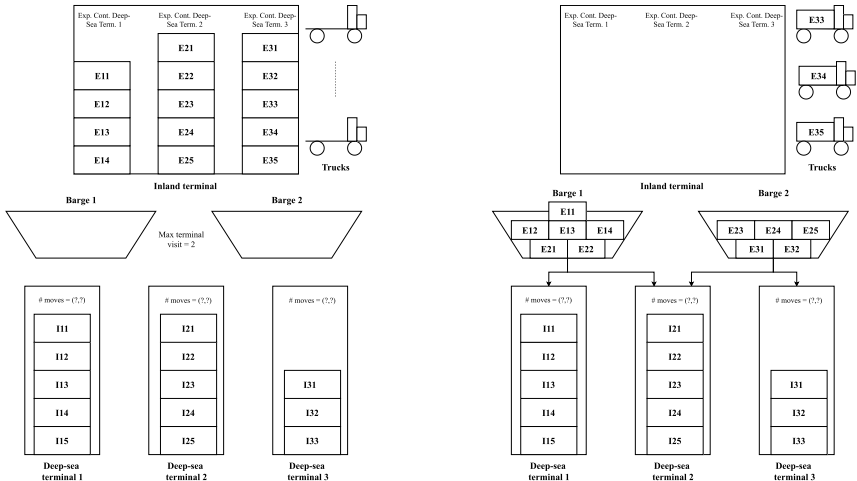 Exp. Cont. Deep-
Sea Term. 1
Exp. Cont. Deep-
Sea Term. 2
Exp. Cont. Deep-
Sea Term. 3
E21
E31
E11
E22
E32
E12
E23
E33
E13
E24
E34
E14
E25
E35
Trucks
Inland terminal
Barge 1
Barge 2
Max terminal
visit = 2
# moves = (?,?)
# moves = (?,?)
# moves = (?,?)
I11
I21
I12
I22
I13
I23
I31
I14
I24
I32
I15
I25
I33
Deep-sea
terminal 1
Deep-sea
terminal 2
Deep-sea
terminal 3
Exp. Cont. Deep-
Sea Term. 1
Exp. Cont. Deep-
Sea Term. 2
Exp. Cont. Deep-
Sea Term. 3
E33
E34
E35
Trucks
Inland terminal
Barge 1
Barge 2
E11
E12
E13
E14
E21
E22
E23
E24
E25
E31
E32
# moves = (?,?)
# moves = (?,?)
# moves = (?,?)
I11
I21
I12
I22
I13
I23
I31
I14
I24
I32
I15
I25
I33
Deep-sea
terminal 1
Deep-sea
terminal 2
Deep-sea
terminal 3